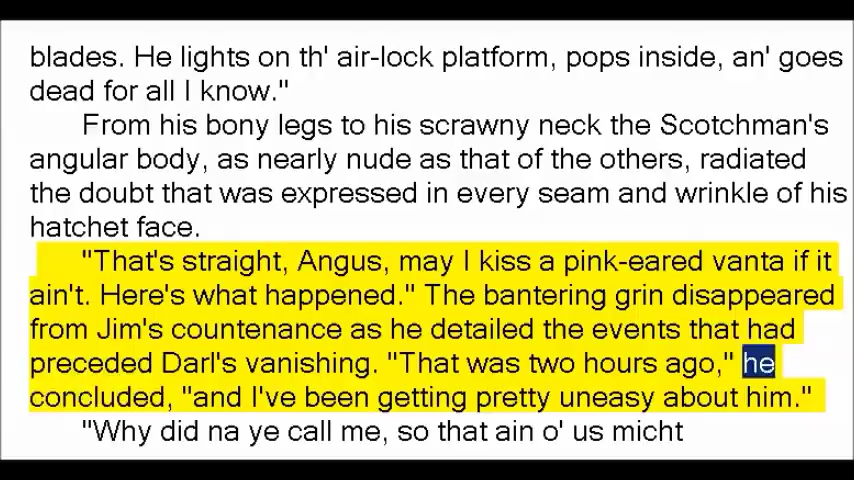 blades. He lights on th' air-lock platform, pops inside, an' goes
dead for all I know."
From his bony legs to his scrawny neck the Scotchman's
angular body, as nearly nude as that of the others, radiated
the doubt that was expressed in every seam and wrinkle of his
hatchet face.
"That's straight, Angus, may I kiss a pink-eared vanta if it
ain't. Here's what happened." The bantering grin disappeared
from Jim's countenance as he detailed the events that had
preceded Darl's vanishing. "That was two hours ago," he
concluded, "and I've been getting pretty uneasy about him."
"Why did na ye call me, so that ain o' us micht